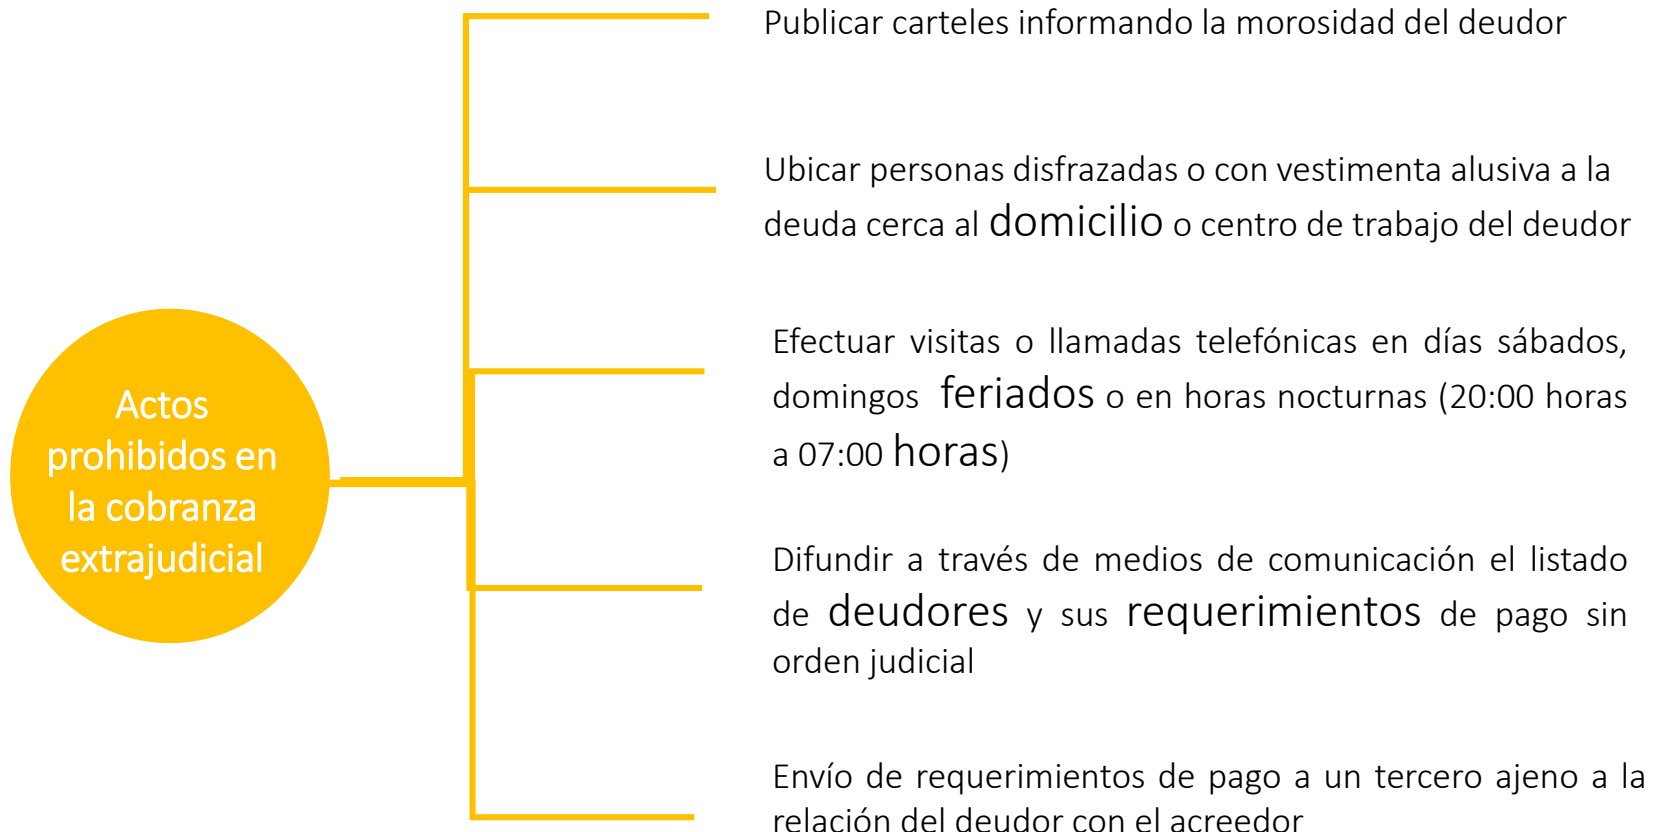 Publicar carteles informando la morosidad del deudor
Ubicar personas disfrazadas o con vestimenta alusiva a la
deuda cerca al domicilio o centro de trabajo del deudor
Efectuar visitas o llamadas telefónicas en días sábados,
domingos feriados o en horas nocturnas (20:00 horas
a 07:00 horas)
Actos
prohibidos en
la cobranza
extrajudicial
Difundir a través de medios de comunicación el listado
de deudores y sus requerimientos de pago sin
orden judicial
Envío de requerimientos de pago a un tercero ajeno a la
relación del deudor con el acreedor